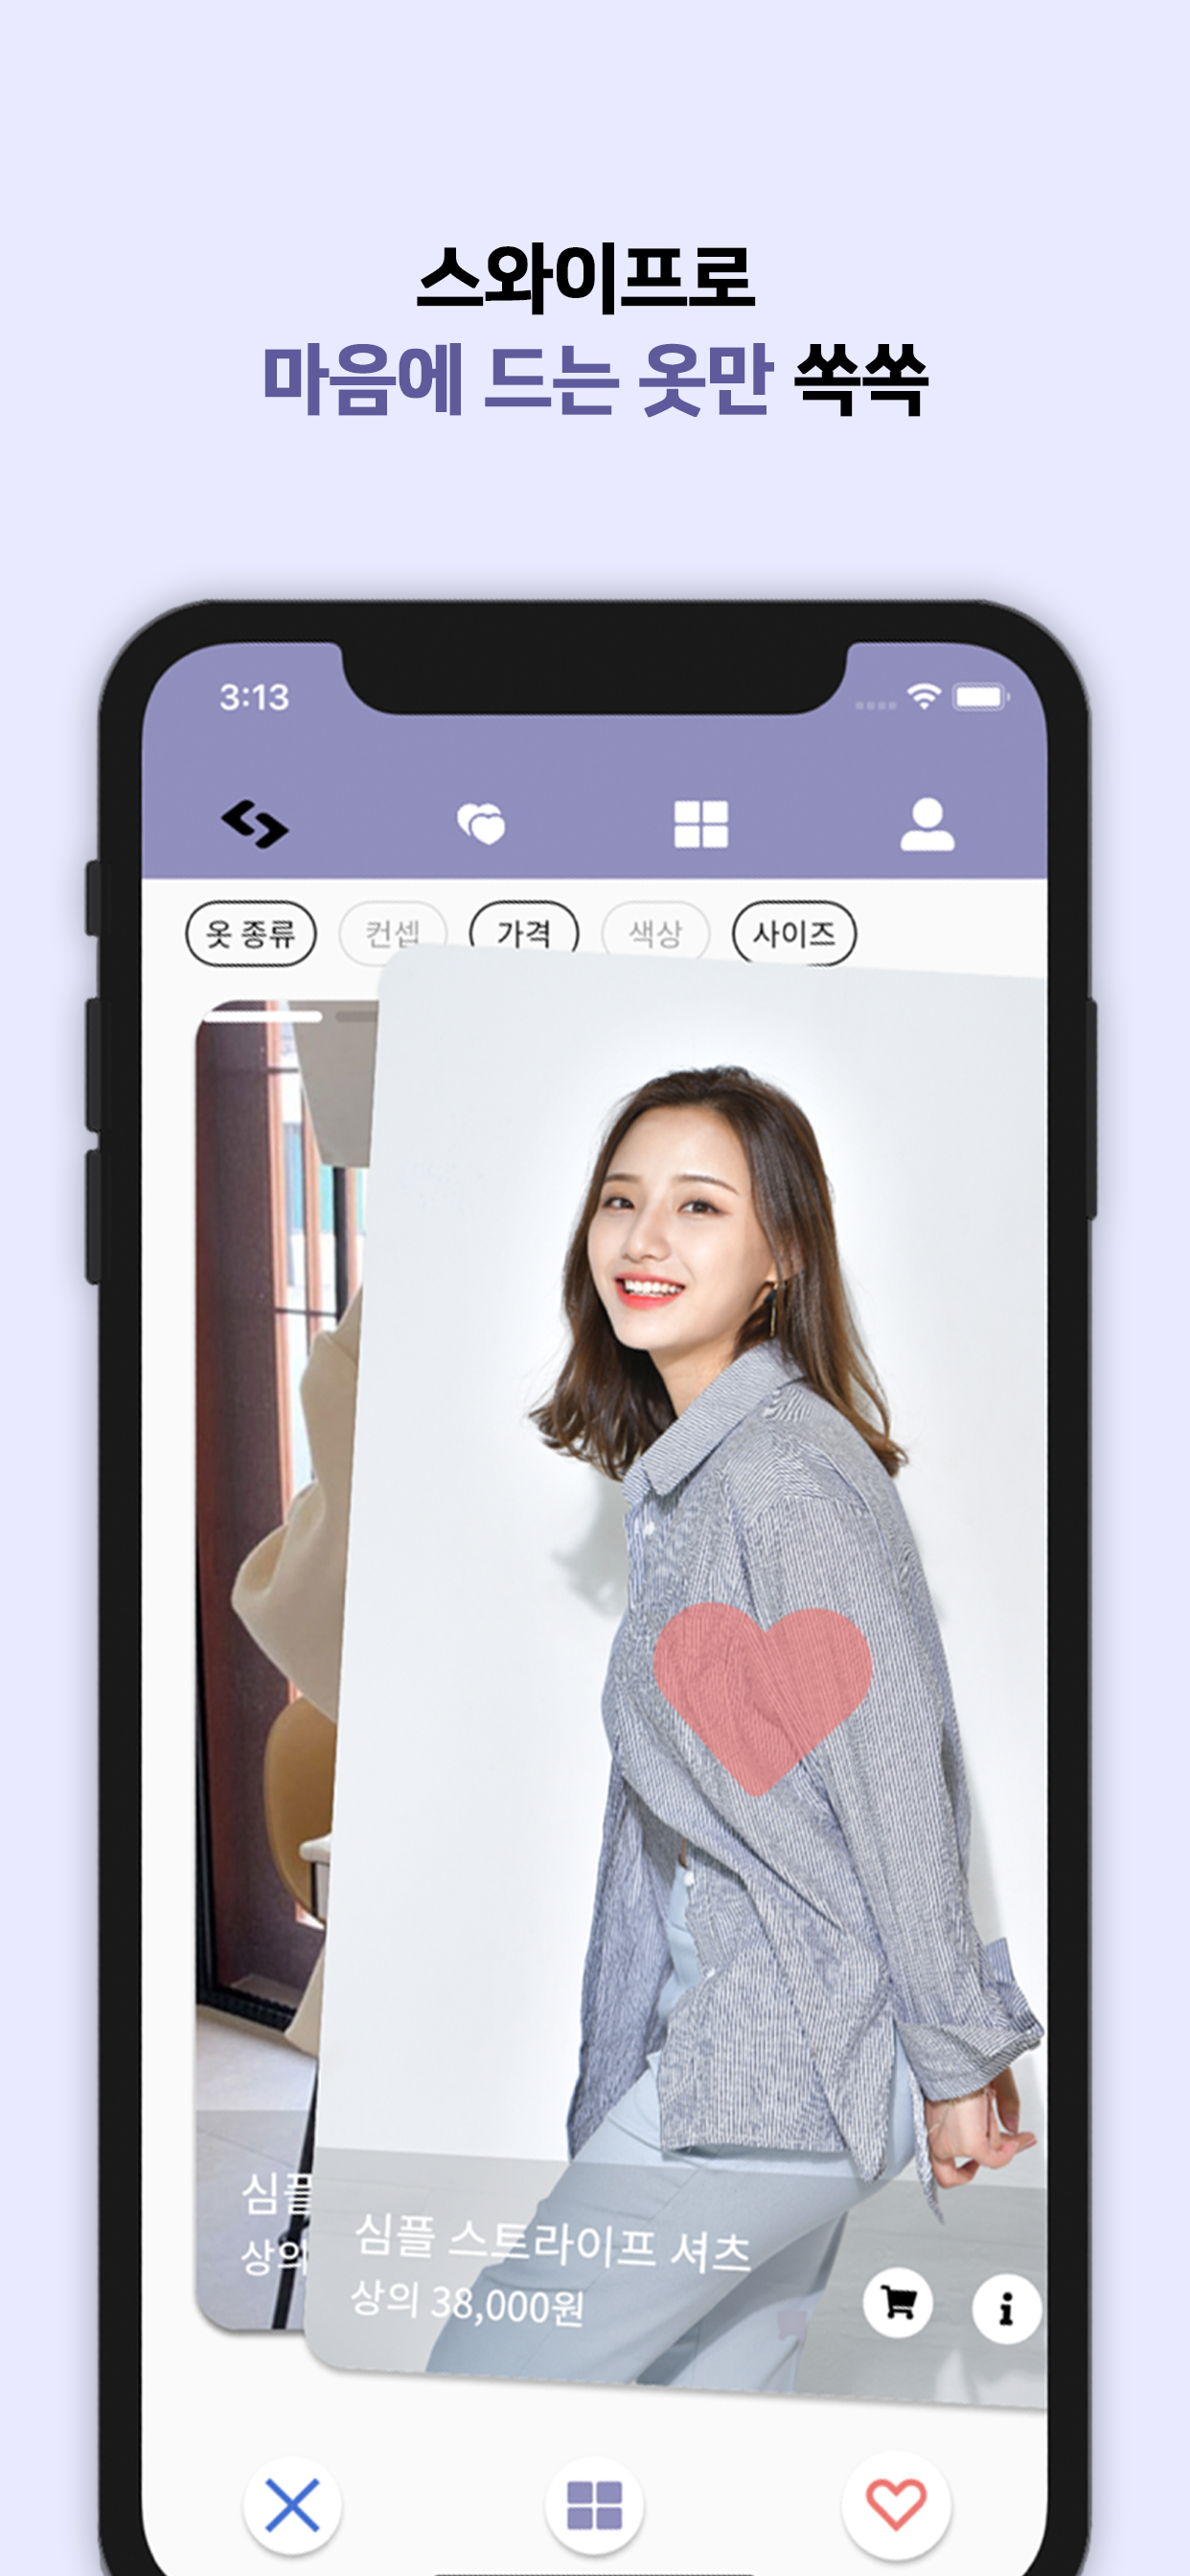 스와이프로
마음에 드는 옷만 쏙쏙
3:13
옷 종류
컨셉
가격
색상
사이즈
심플
상의
심플 스트라이프 셔츠
상의 38,000원